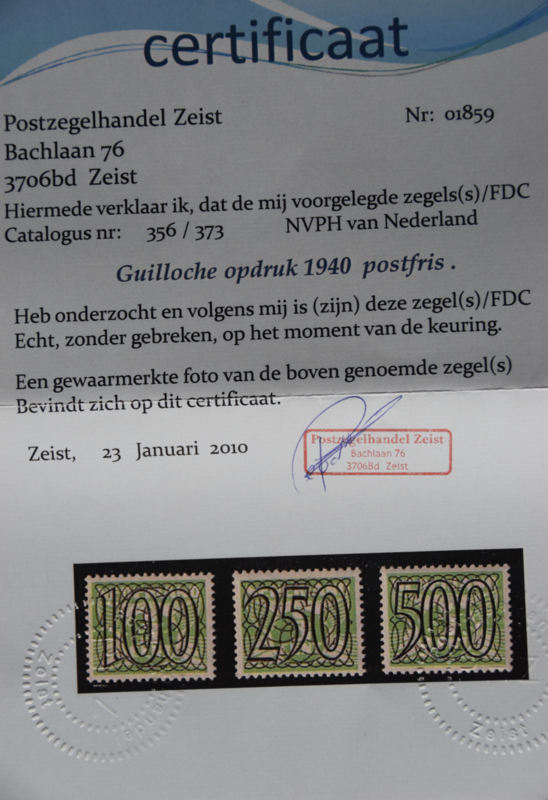 certificaat
Postzegelhandel Zeist
Nr: 01859
Bachlaan 76
3706bd Zeist
Hiermede verklaar ik, dat de mij voorgelegde zegels(s)/FDC
Catalogus nr: 356 / 373 NVPH van Nederland
Guilloche opdruk 1940 postfris .
Heb onderzocht en volgens mij is (zijn) deze zegel(s)/FDC
Echt, zonder gebreken, op het moment van de keuring.
Een gewaarmerkte foto van de boven genoemde zegel(s)
Bevindt zich op dit certificaat.
Zeist, 23 Januari 2010
Postzegelhandel Zeist
Bachlaan 76
3706Bd Zeist
100 250 500
Zeist
Zeist